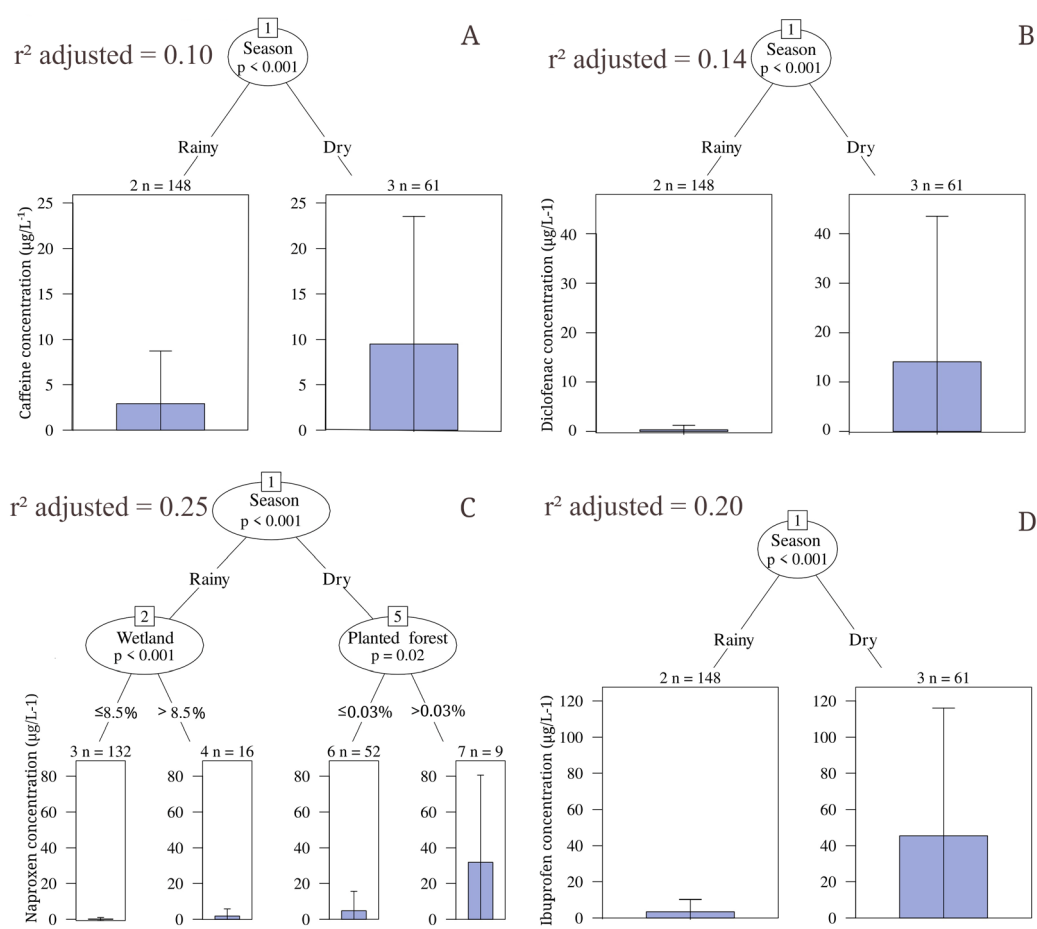 A
r² adjusted = 0.10
1
Season
p < 0.001
Rainy
Dry
2 n = 148
3 n = 61
Caffeine concentration (µg/L⁻¹)
25
20
15
10
5
0
25
20
15
10
5
0
B
r² adjusted = 0.14
1
Season
p < 0.001
Rainy
Dry
2 n = 148
3 n = 61
Diclofenac concentration (µg/L-1)
40
30
20
10
0
40
30
20
10
0
C
r² adjusted = 0.25
1
Season
p < 0.001
Rainy
Dry
2
Wetland
p < 0.001
5
Planted forest
p = 0.02
≤8.5%
> 8.5%
≤0.03%
>0.03%
3 n = 132
4 n = 16
6 n = 52
7 n = 9
Naproxen concentration (µg/L-1)
80
60
40
20
0
80
60
40
20
0
80
60
40
20
0
80
60
40
20
0
D
r² adjusted = 0.20
1
Season
p < 0.001
Rainy
Dry
2 n = 148
3 n = 61
Ibuprofen concentration (µg/L-1)
120
100
80
60
40
20
0
120
100
80
60
40
20
0